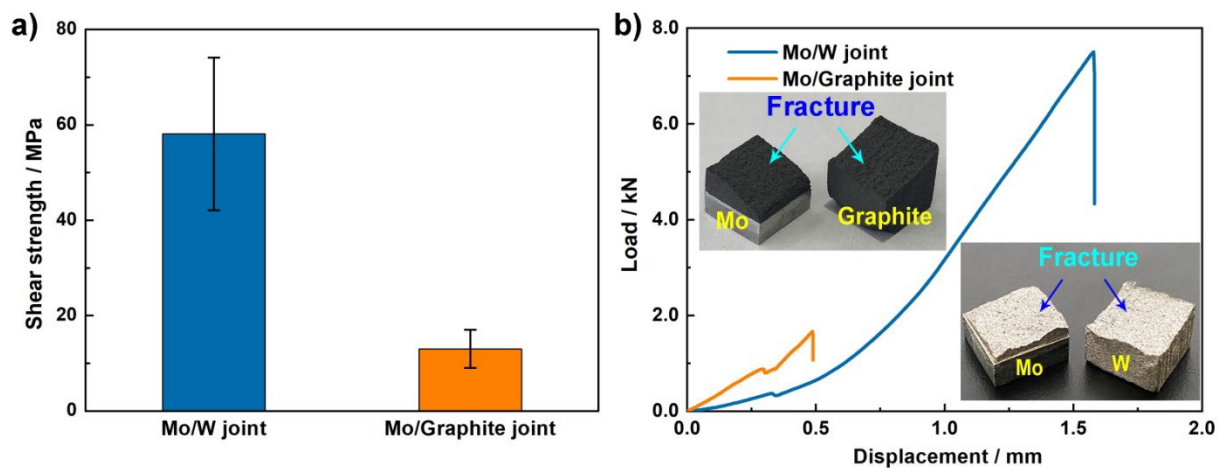 a)
Shear strength / MPa
80
60
40
20
0
Mo/W joint
Mo/Graphite joint
b)
Load / kN
8.0
6.0
4.0
2.0
0.0
Mo/W joint
Mo/Graphite joint
Fracture
Mo
Graphite
Fracture
Mo
W
0.0
0.5
1.0
1.5
2.0
Displacement / mm